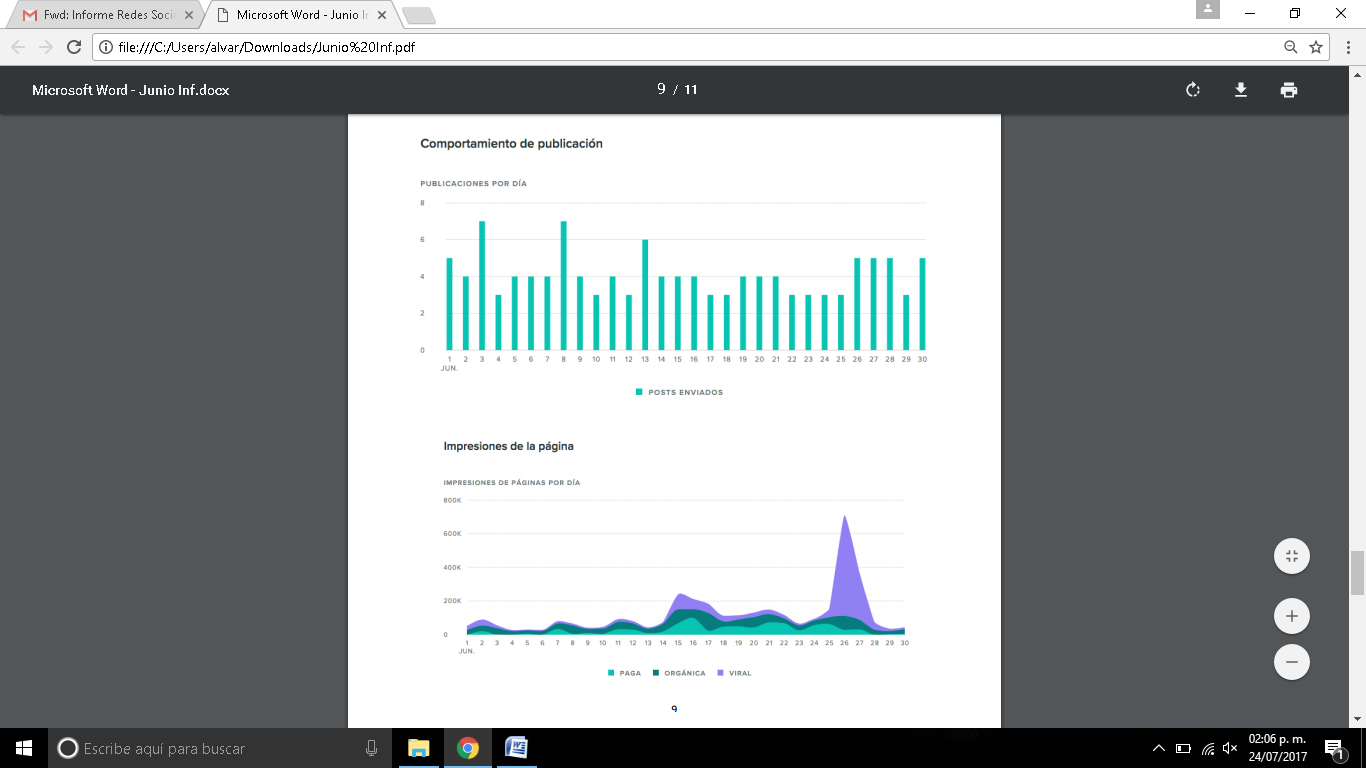 Fwd: Informe Redes Soci
Microsoft Word - Junio In
file:///C:/Users/alvar/Downloads/Junio%20Inf.pdf
Microsoft Word - Junio Inf.docx
9 / 11
Comportamiento de publicación
PUBLICACIONES POR DÍA
8
6
4
2
0
1 2 3 4 5 6 7 8 9 10 11 12 13 14 15 16 17 18 19 20 21 22 23 24 25 26 27 28 29 30
JUN.
POSTS ENVIADOS
Impresiones de la página
IMPRESIONES DE PÁGINAS POR DÍA
800K
600K
400K
200K
0
1 2 3 4 5 6 7 8 9 10 11 12 13 14 15 16 17 18 19 20 21 22 23 24 25 26 27 28 29 30
JUN.
PAGA ORGÁNICA VIRAL
9
Escribe aquí para buscar
02:06 p. m.
24/07/2017
1